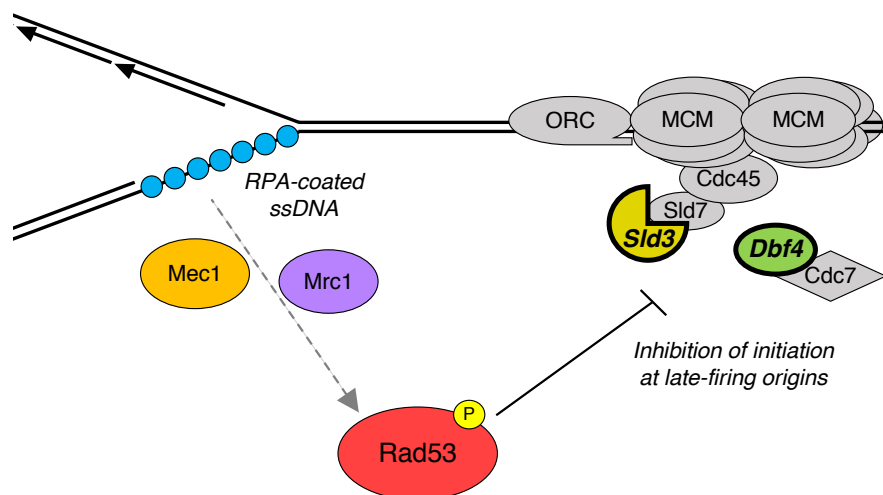 ORC
MCM
MCM
Cdc45
Sld7
Sld3
Dbf4
Cdc7
RPA-coated
ssDNA
Mec1
Mrc1
Inhibition of initiation
at late-firing origins
P
Rad53